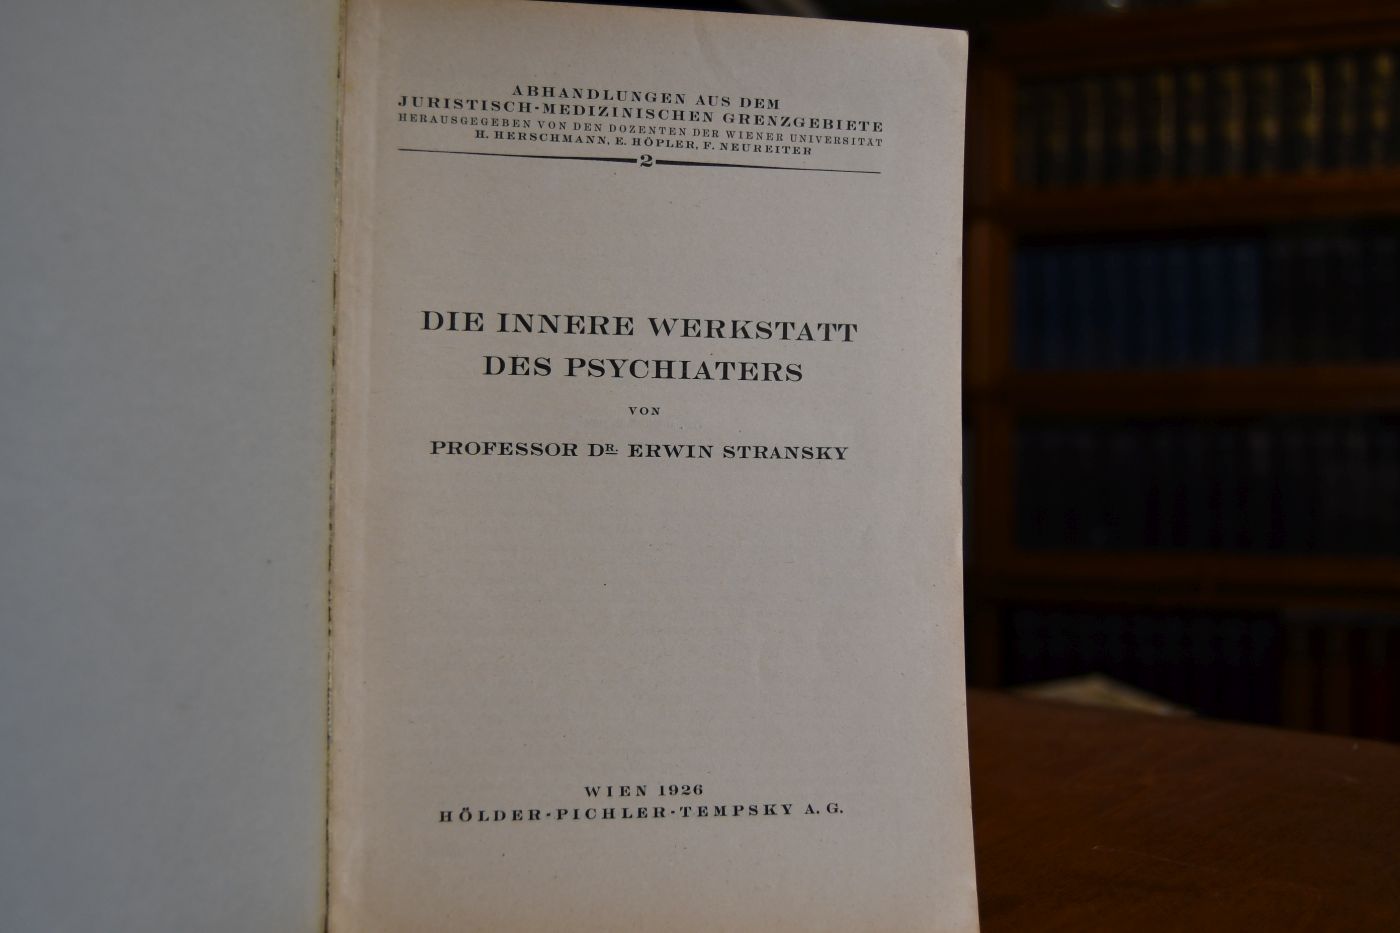 ABHANDLUNGEN AUS DEM
JURISTISCH-MEDIZINISCHEN GRENZGEBIETE
HERAUSGEGEBEN VON DEN DOZENTEN DER WIENER UNIVERSITÄT
H. HERSCHMANN, E. HÖPLER, F. NEUREITER
2
DIE INNERE WERKSTATT
DES PSYCHIATERS
VON
PROFESSOR DR. ERWIN STRANSKY
WIEN 1926
HÖLDER-PICHLER-TEMPSKY A. G.